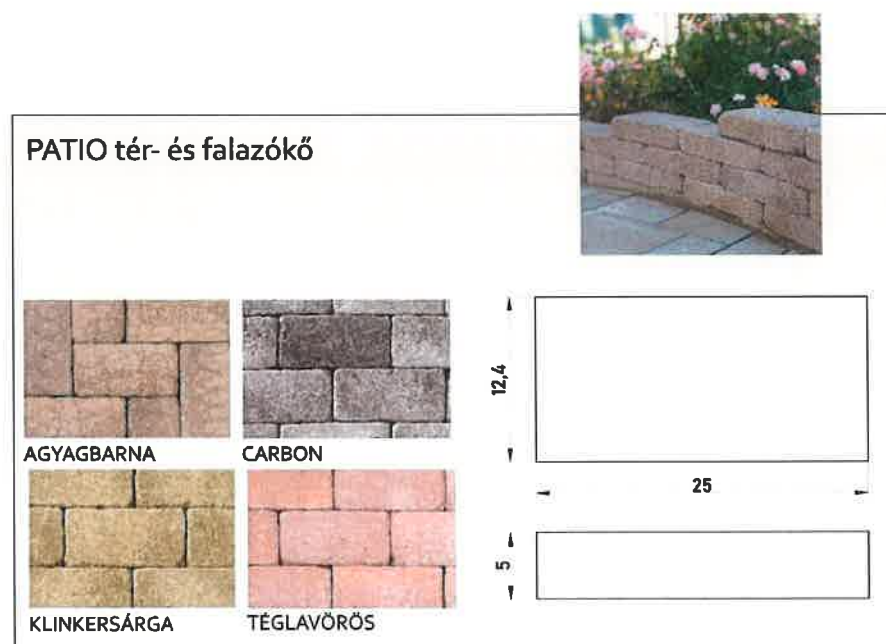 PATIO tér- és falazókő
AGYAGBARNA
CARBON
KLINKERSÁRGA
TÉGLAVÖRÖS
12,4
25
5